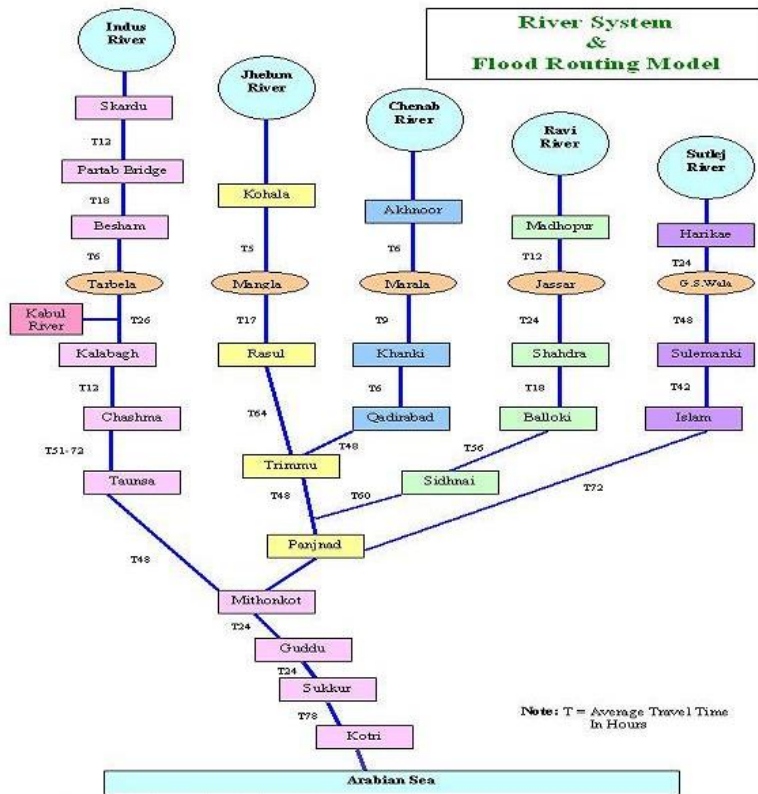 River System
&
Flood Routing Model
Indus
River
Skardu
T12
Partab Bridge
T18
Besham
T6
Tarbela
Kabul
River
T26
Kalabagh
T12
Chashma
T51-72
Taunsa
T48
Jhelum
River
Kohala
T5
Mangla
T17
Rasul
T64
Trimmu
T48
Panjnad
Chenab
River
Akhnoor
T6
Marala
T9
Khanki
T6
Qadirabad
T48
Ravi
River
Madhopur
T12
Jassar
T24
Shahdra
T18
Balloki
T56
Sidhnai
T60
Sutlej
River
Harikae
T24
G.S.Wala
T48
Sulemanki
T42
Islam
T72
Mithonkot
T24
Guddu
T24
Sukkur
T78
Kotri
Note: T = Average Travel Time
In Hours
Arabian Sea